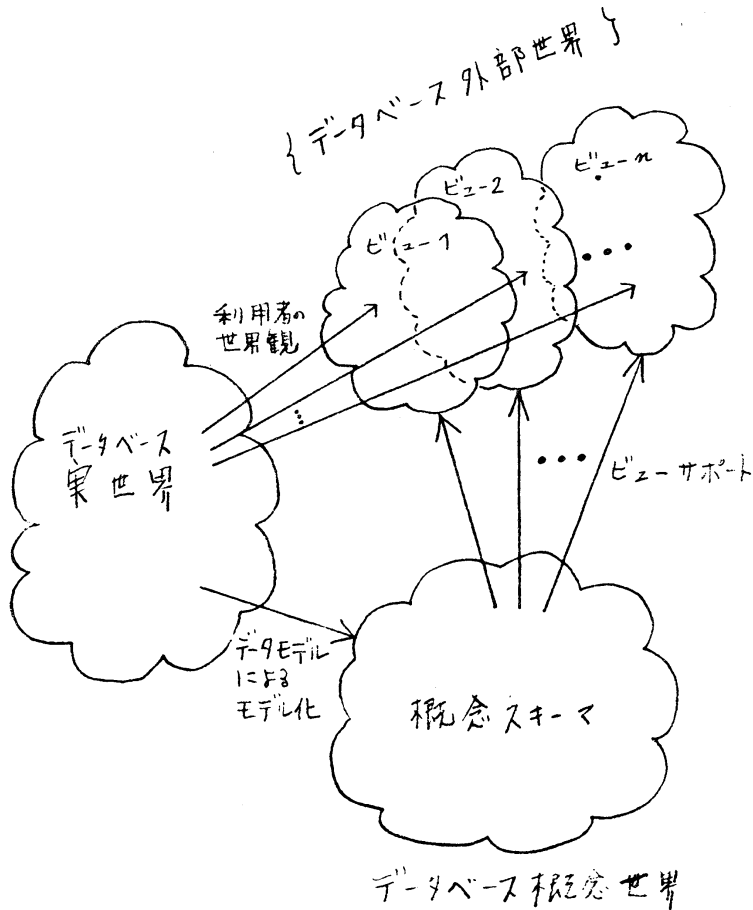 {データベース外部世界}
ビューn
ビュー2
ビュー1
利用者の
世界観
データベース
実世界
ビューサポート
データモデル
による
モデル化
概念スキーマ
データベース概念世界